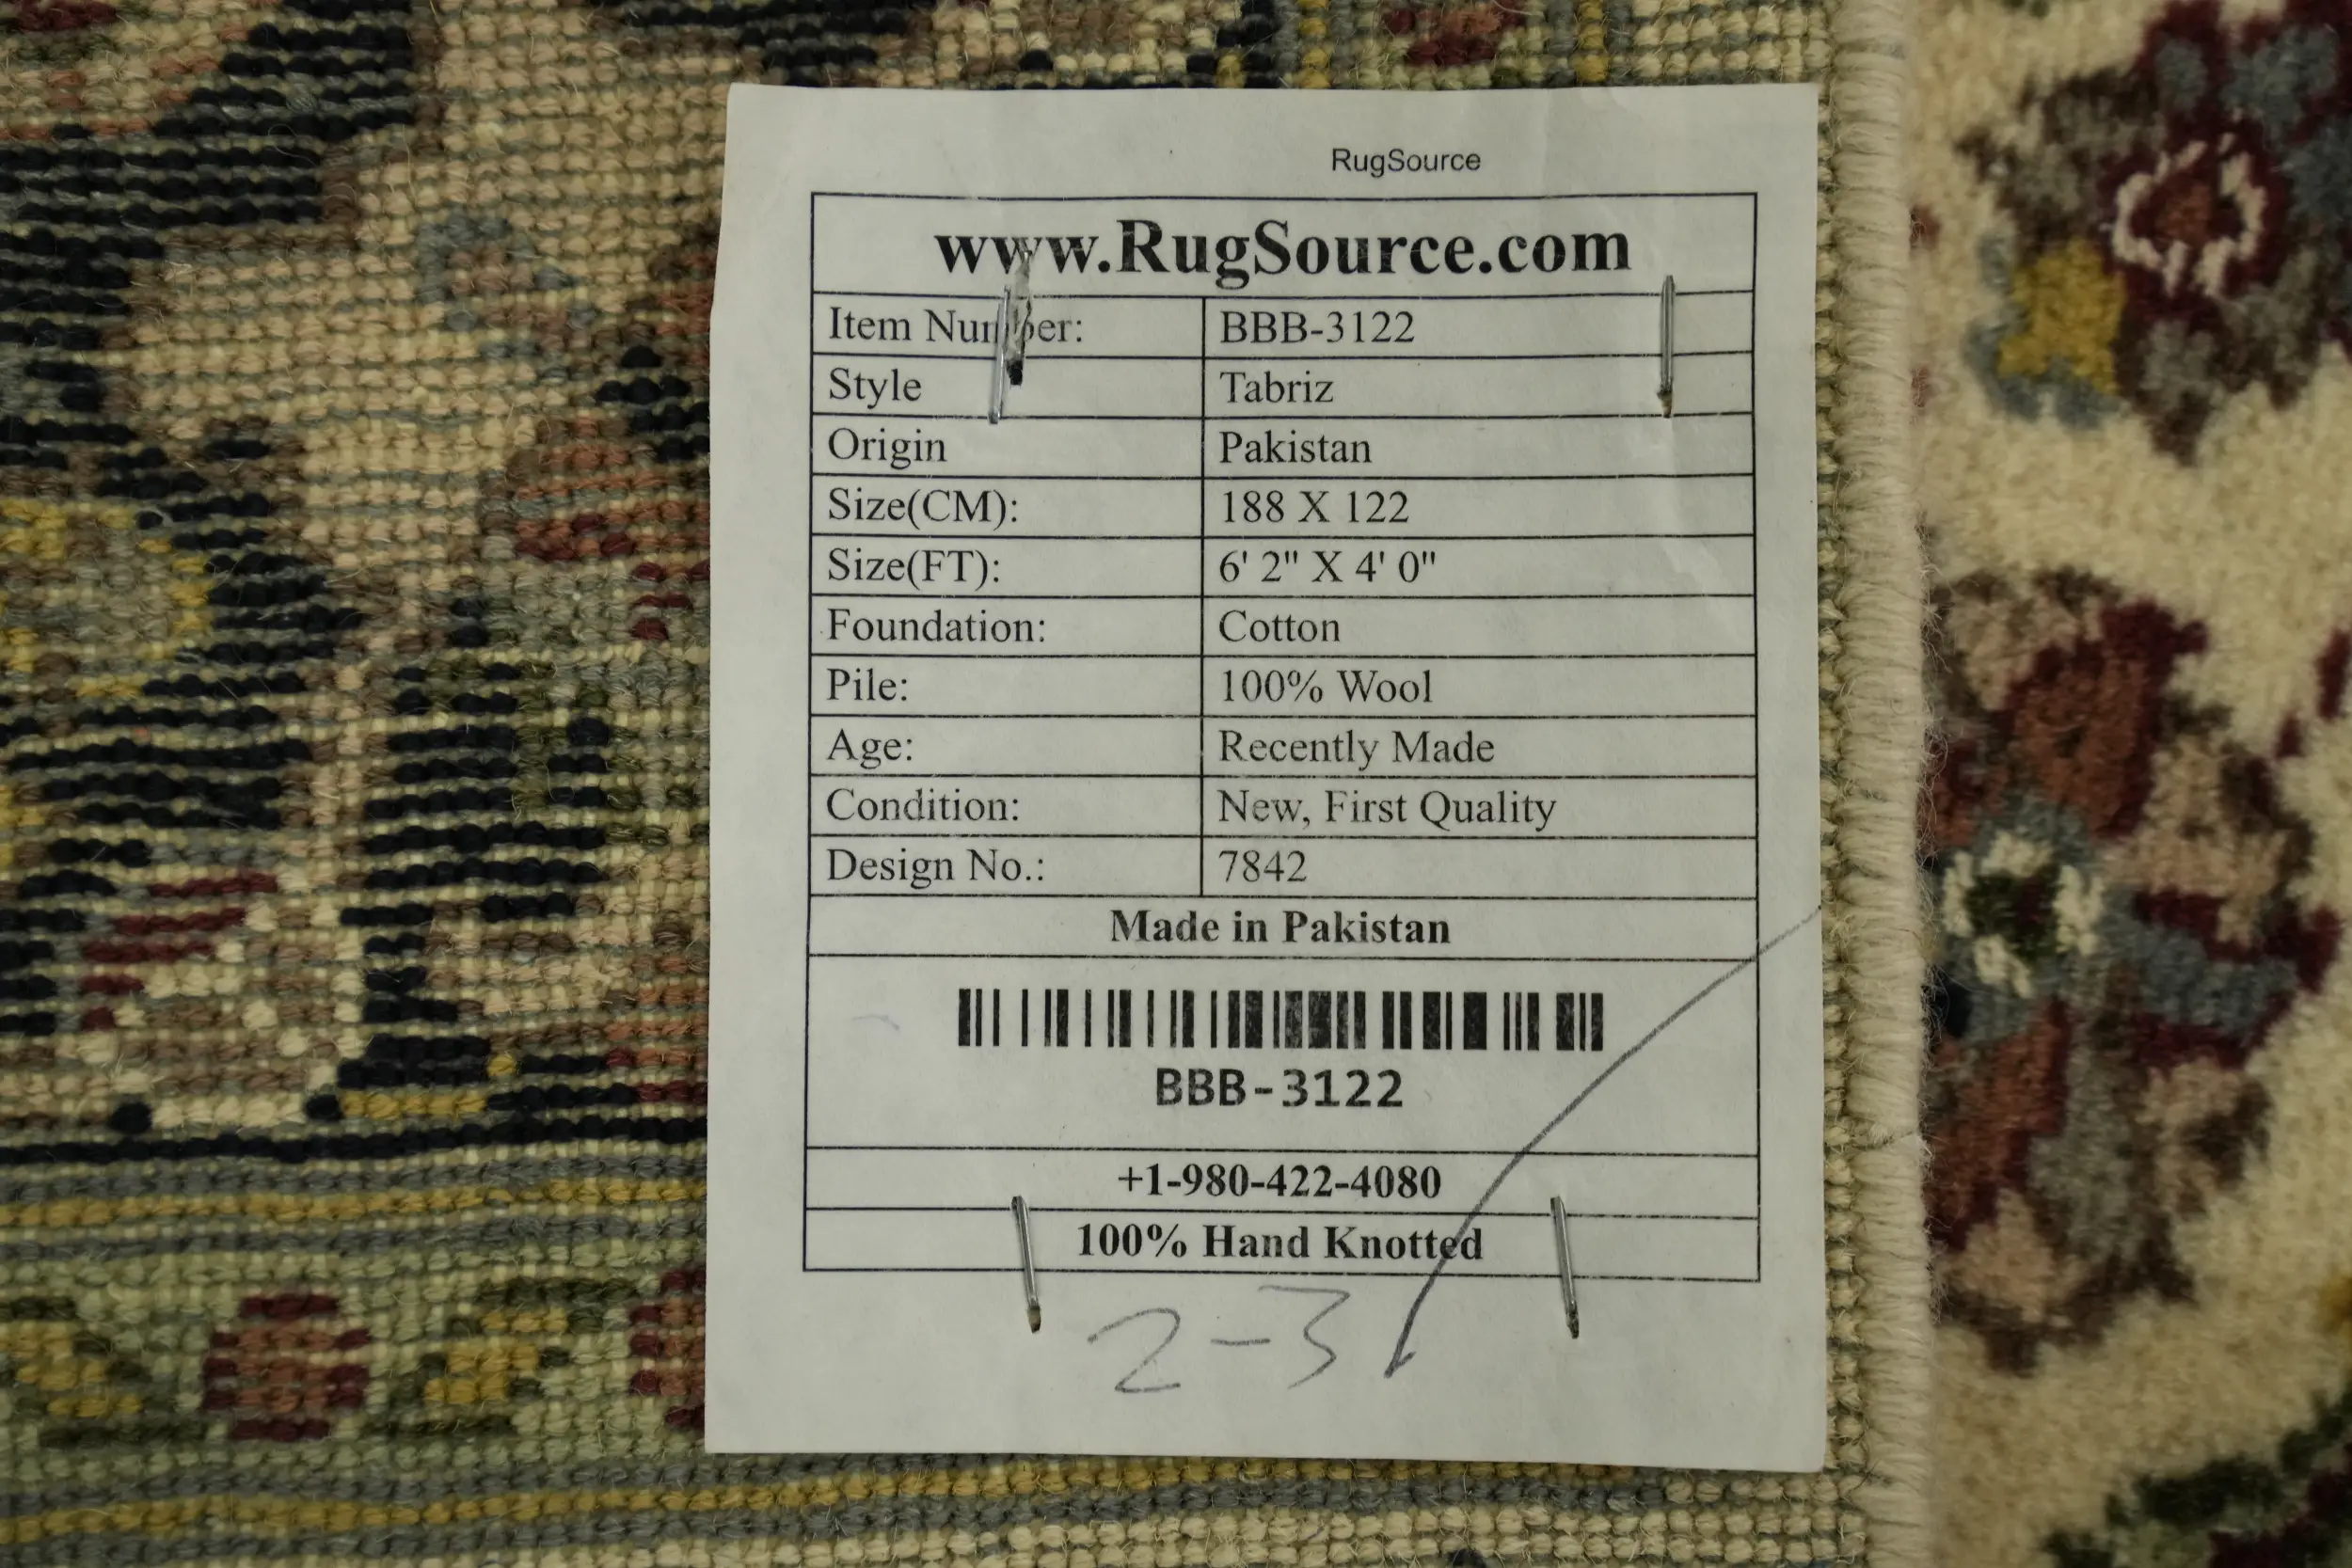 RugSource
www.RugSource.com
Item Number: BBB-3122
Style Tabriz
Origin Pakistan
Size(CM): 188 X 122
Size(FT): 6' 2" X 4' 0"
Foundation: Cotton
Pile: 100% Wool
Age: Recently Made
Condition: New, First Quality
Design No.: 7842
Made in Pakistan
BBB-3122
+1-980-422-4080
100% Hand Knotted
2-3